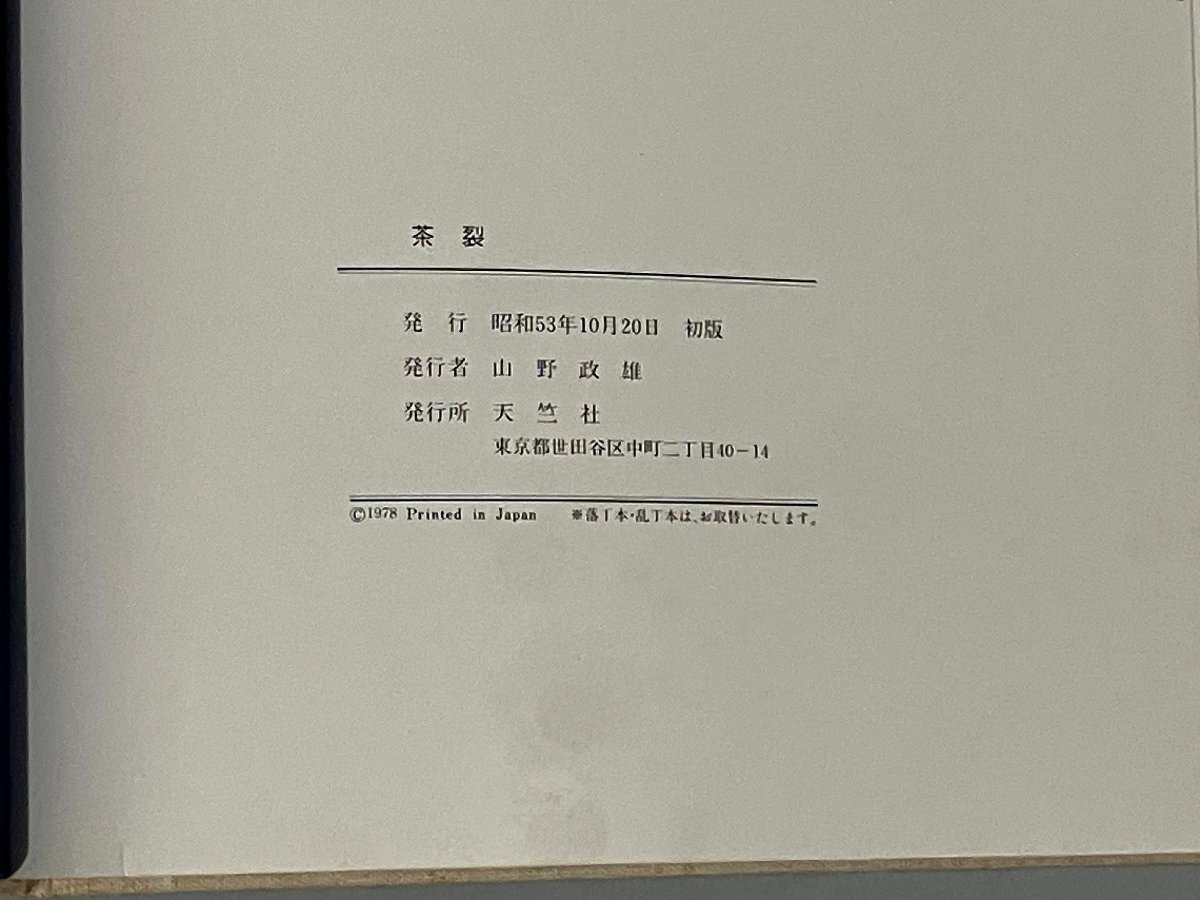 茶 裂
発 行 昭和53年10月20日 初版
発行者 山 野 政 雄
発行所 天 竺 社
東京都世田谷区中町二丁目40－14
©1978 Printed in Japan ※落丁本・乱丁本は、お取替いたします。